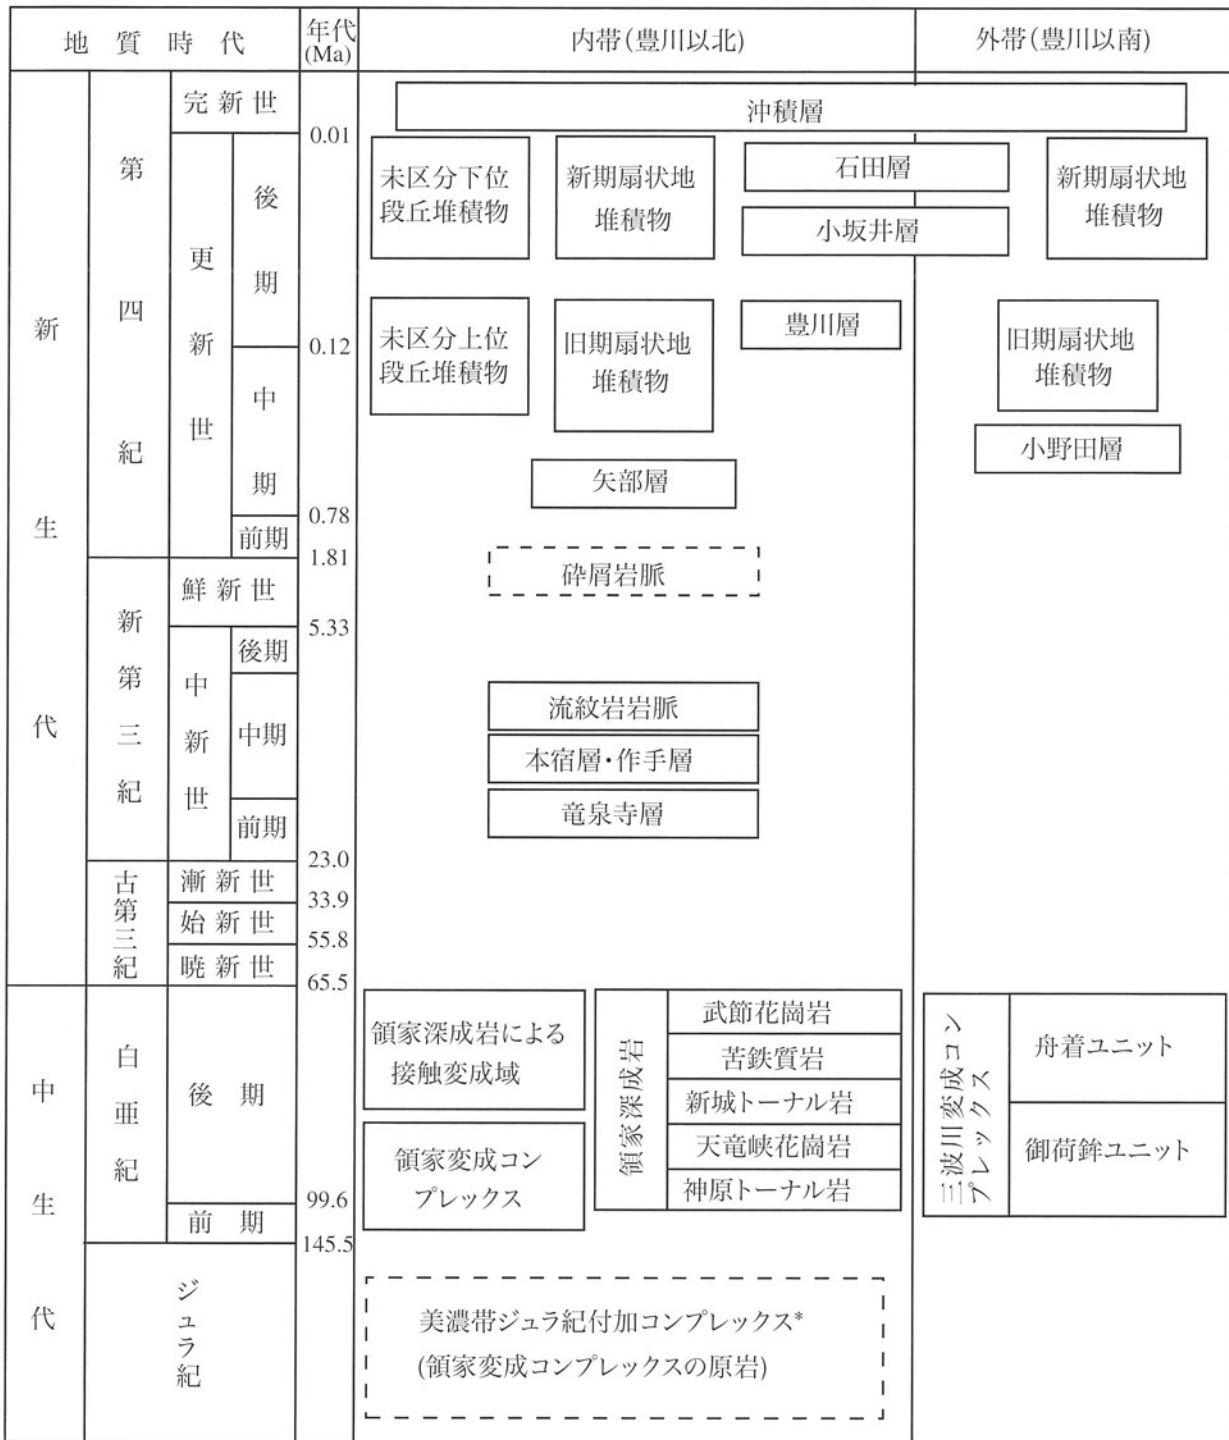 地質時代
年代
(Ma)
内帯(豊川以北)
外帯(豊川以南)
新生代
第四紀
完新世
更新世
後期
中期
前期
0.01
0.12
0.78
1.81
沖積層
未区分下位
段丘堆積物
新期扇状地
堆積物
石田層
小坂井層
新期扇状地
堆積物
未区分上位
段丘堆積物
旧期扇状地
堆積物
豊川層
旧期扇状地
堆積物
小野田層
矢部層
新第三紀
鮮新世
中新世
後期
中期
前期
5.33
23.0
砕屑岩脈
流紋岩岩脈
本宿層・作手層
竜泉寺層
古第三紀
漸新世
始新世
暁新世
33.9
55.8
65.5
中生代
白亜紀
後期
前期
99.6
145.5
領家深成岩による
接触変成域
領家変成コン
プレックス
領家深成岩
武節花崗岩
苦鉄質岩
新城トーナル岩
天竜峡花崗岩
神原トーナル岩
三波川変成コン
プレックス
舟着ユニット
御荷鉾ユニット
ジュラ紀
美濃帯ジュラ紀付加コンプレックス*
(領家変成コンプレックスの原岩)